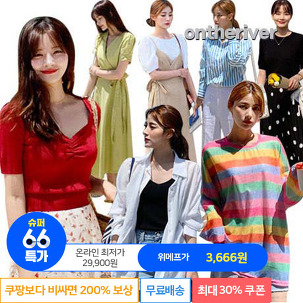 ontheriver
슈퍼
66
특가
온라인 최저가
29,900원
위메프가
3,666원
쿠팡보다 비싸면 200% 보상
무료배송
최대 30% 쿠폰